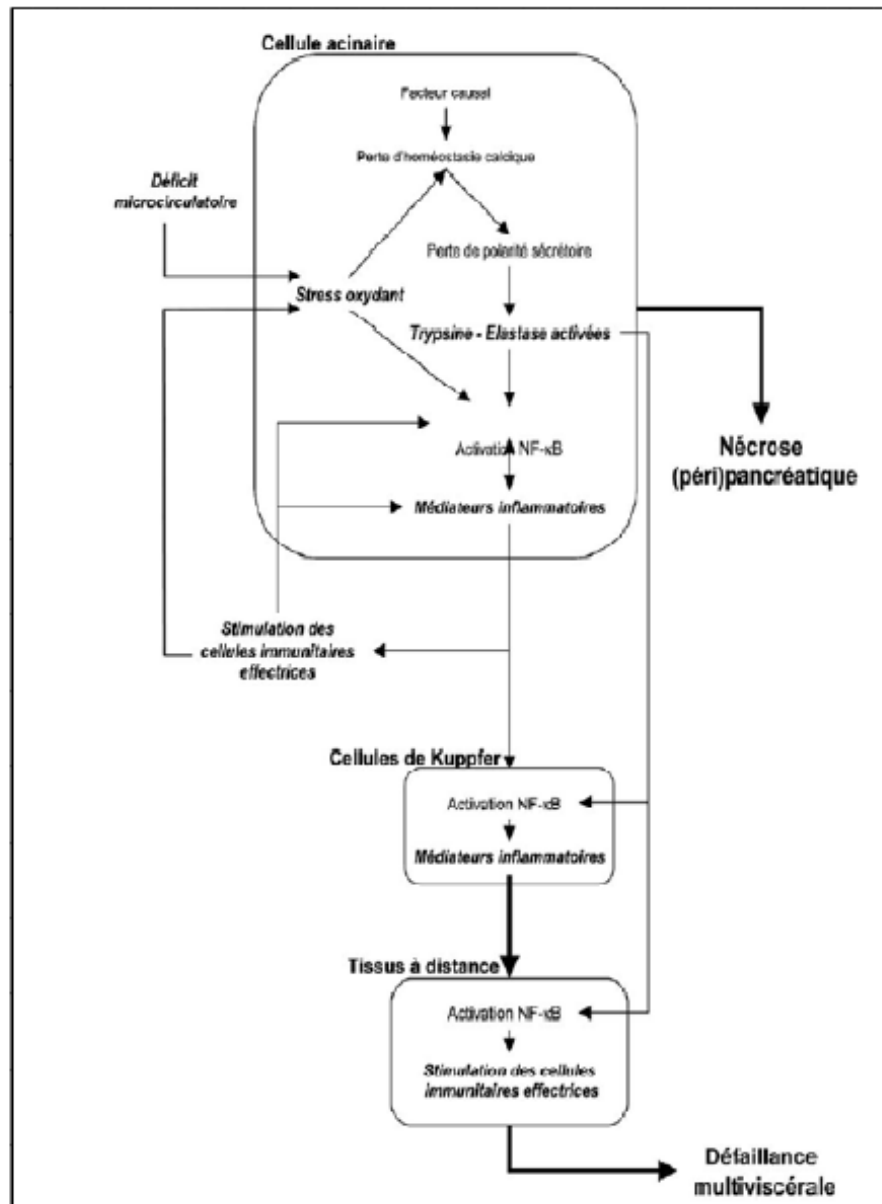 Cellule acinaire
Facteur causal
Perte d'homéostasie calcique
Déficit
microcirculatoire
Perte de polarité sécrétoire
Stress oxydant
Trypsine - Elastase activées
Activation NF-κB
Nécrose
(péri)pancréatique
Médiateurs inflammatoires
Stimulation des
cellules immunitaires
effectrices
Cellules de Kuppfer
Activation NF-κB
Médiateurs inflammatoires
Tissus à distance
Activation NF-κB
Stimulation des cellules
immunitaires effectrices
Défaillance
multiviscérale